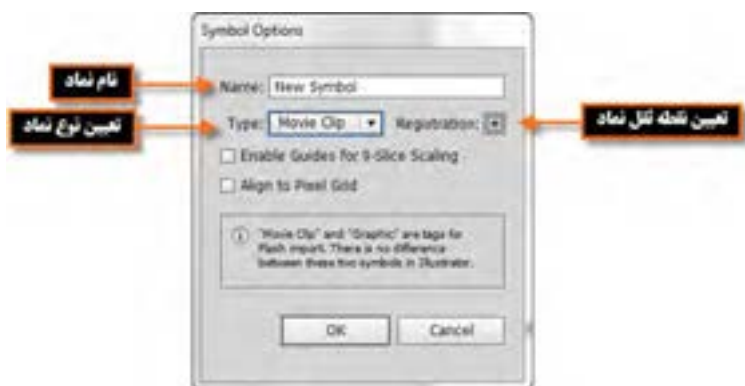 Symbol Options
نام نماد
Name: New Symbol
تعیین نوع نماد
Type: Movie Clip
Registration:
تعیین نقطه ثقل نماد
Enable Guides for 9-Slice Scaling
Align to Pixel Grid
"Movie Clip" and "Graphic" are tags for
Flash import. There is no difference
between these two symbols in Illustrator.
OK
Cancel